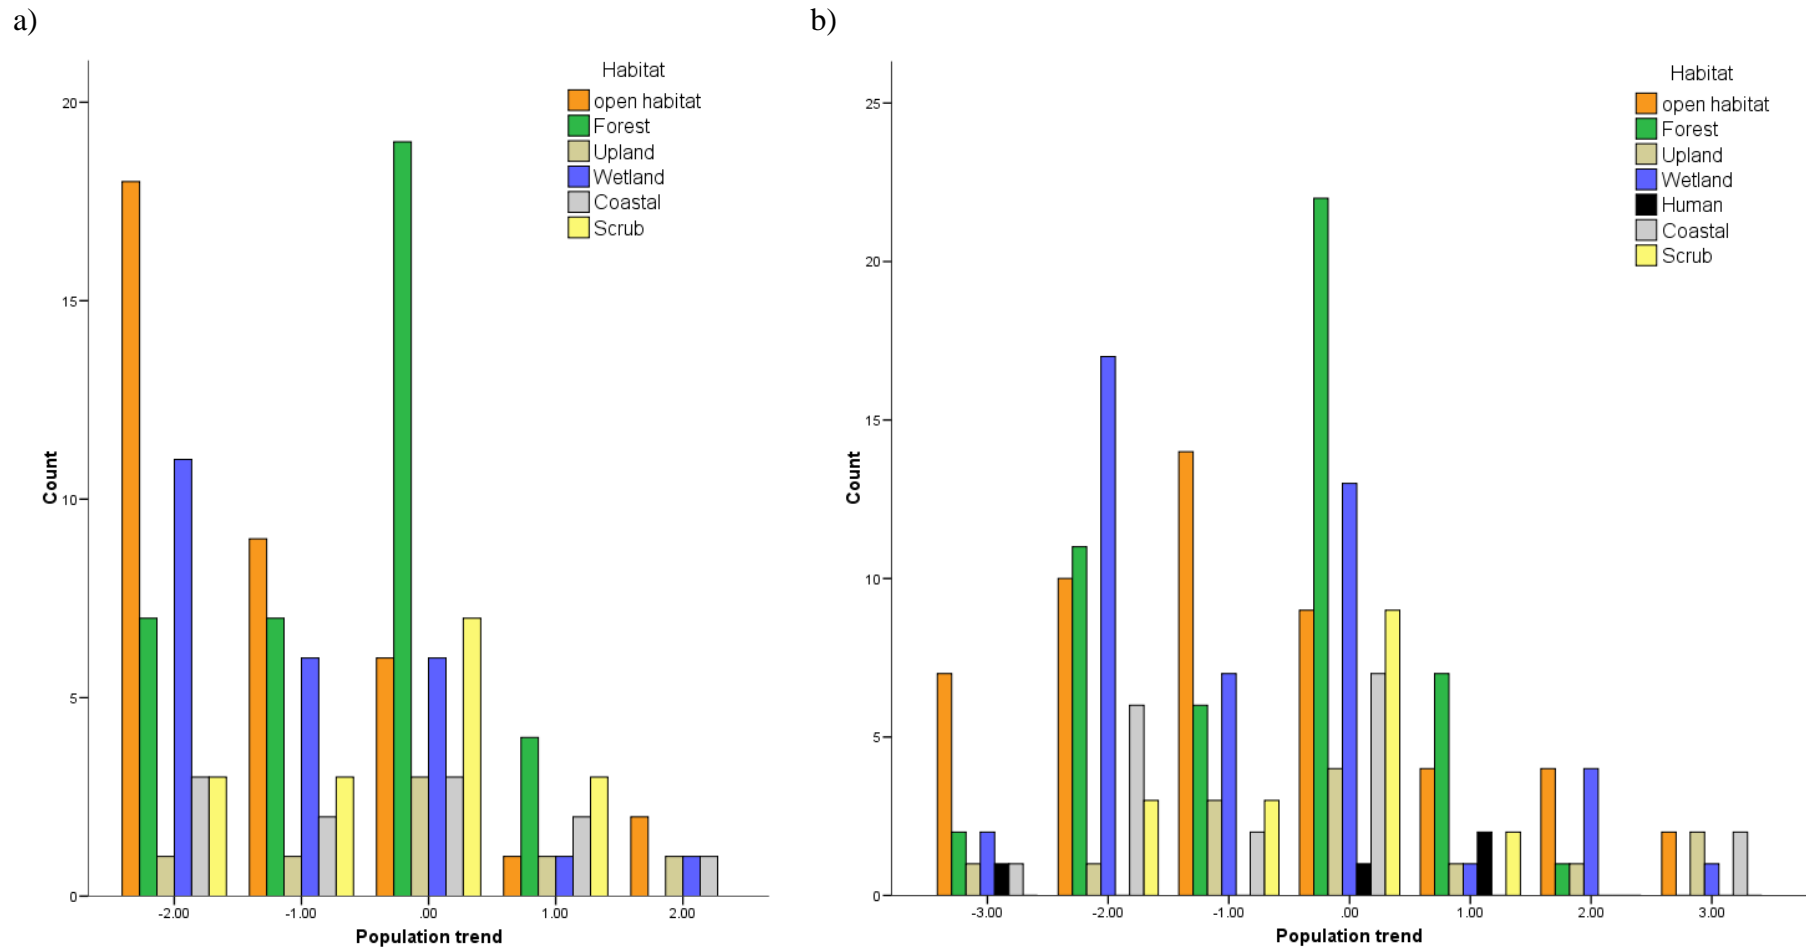 a)
Habitat
open habitat
Forest
Upland
Wetland
Coastal
Scrub
20
15
10
5
0
Count
-2.00
-1.00
.00
1.00
2.00
Population trend
b)
Habitat
open habitat
Forest
Upland
Wetland
Human
Coastal
Scrub
25
20
15
10
5
0
Count
-3.00
-2.00
-1.00
.00
1.00
2.00
3.00
Population trend